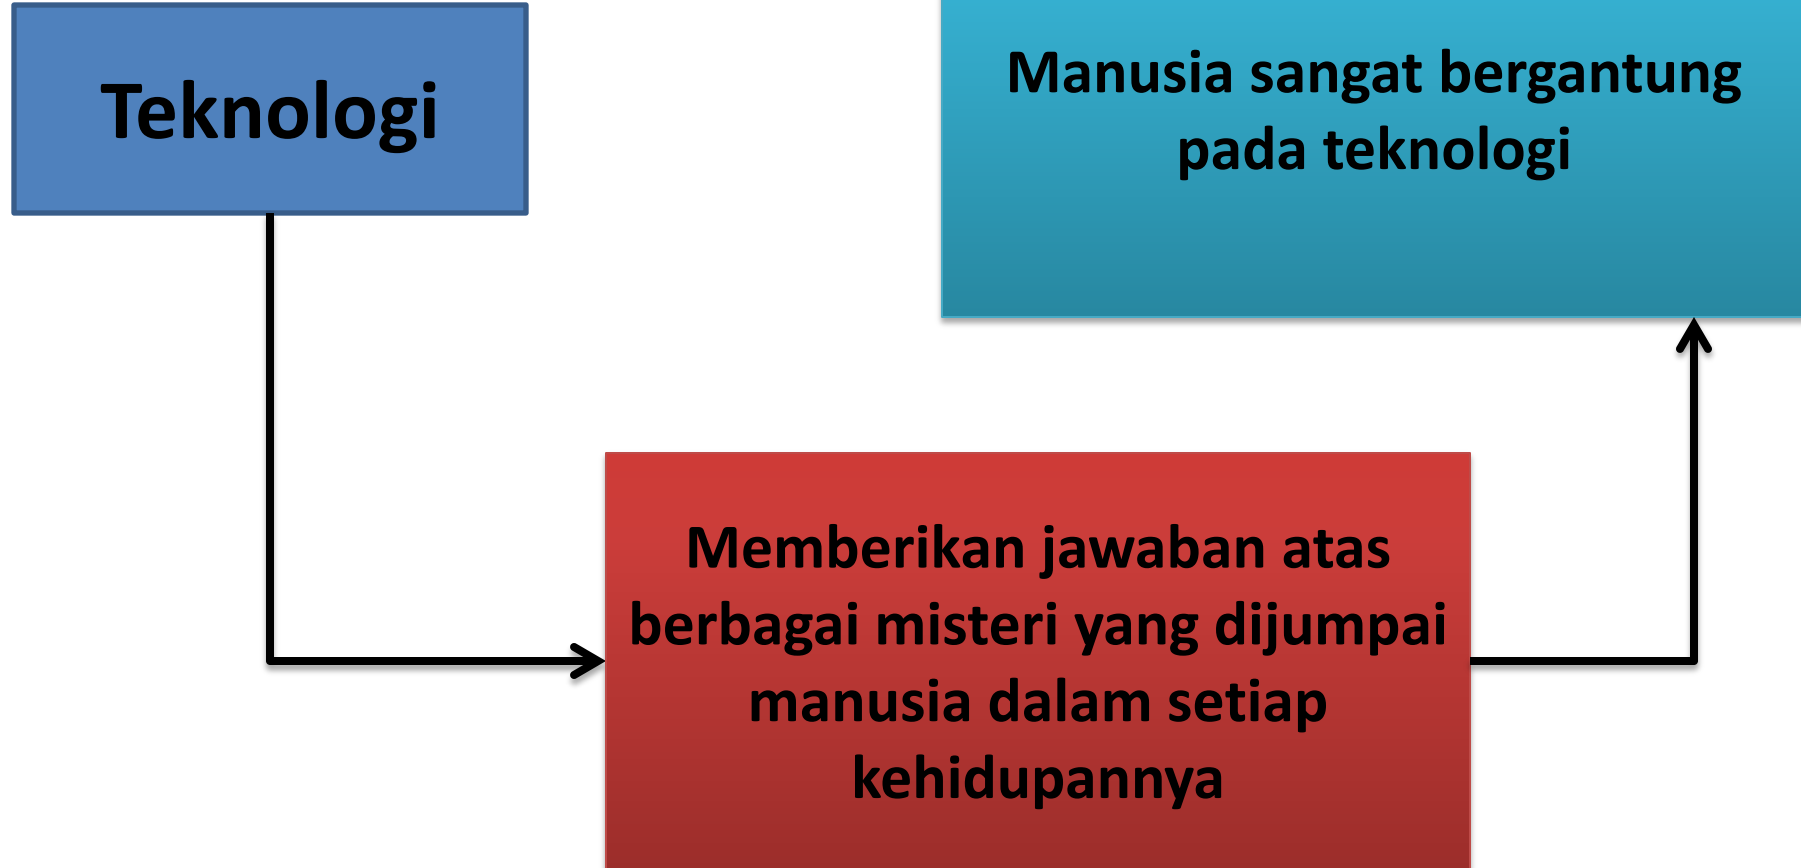 Teknologi
Manusia sangat bergantung
pada teknologi
Memberikan jawaban atas
berbagai misteri yang dijumpai
manusia dalam setiap
kehidupannya